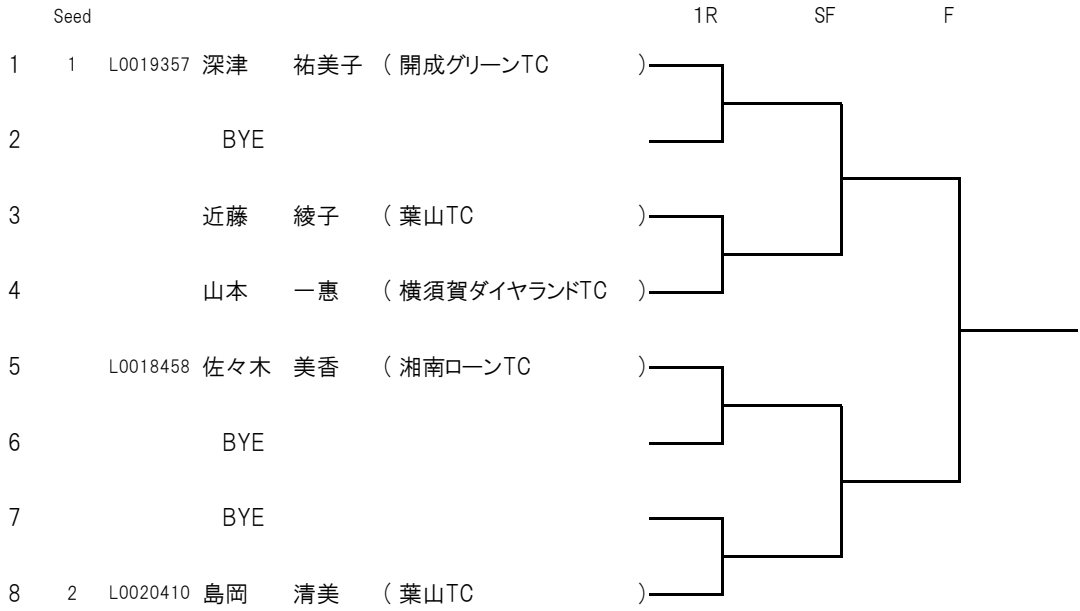 Seed 1R SF F
1 1 L0019357 深津 祐美子 ( 開成グリーンTC )
2 BYE
3 近藤 綾子 ( 葉山TC )
4 山本 一惠 ( 横須賀ダイヤランドTC )
5 L0018458 佐々木 美香 ( 湘南ローンTC )
6 BYE
7 BYE
8 2 L0020410 島岡 清美 ( 葉山TC )